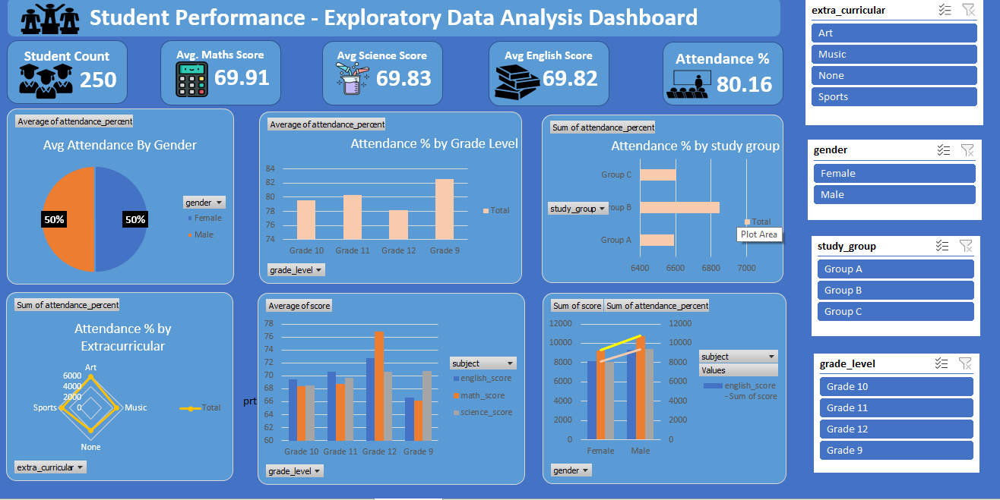 Student Performance - Exploratory Data Analysis Dashboard
Student Count
250
Avg. Maths Score
69.91
Avg Science Score
69.83
Avg English Score
69.82
Attendance %
80.16
Average of attendance_percent
Avg Attendance By Gender
50%
50%
gender
Female
Male
Average of attendance_percent
Attendance % by Grade Level
84
82
80
78
76
74
Grade 10 Grade 11 Grade 12 Grade 9
Total
grade_level
Sum of attendance_percent
Attendance % by study group
Group C
study_group
roup B
Group A
6400 6600 6800 7000
Total
Plot Area
Sum of attendance_percent
Attendance % by
Extracurricular
Art
6000
4000
2000
0
Sports
Music
None
Total
extra_curricular
prt
Average of score
78
76
74
72
70
68
66
64
62
60
Grade 10 Grade 11 Grade 12 Grade 9
subject
english_score
math_score
science_score
grade_level
Sum of score Sum of attendance_percent
12000
10000
8000
6000
4000
2000
0
12000
10000
8000
6000
4000
2000
0
Female Male
subject
Values
english_score
- Sum of score
gender
extra_curricular
Art
Music
None
Sports
gender
Female
Male
study_group
Group A
Group B
Group C
grade_level
Grade 10
Grade 11
Grade 12
Grade 9